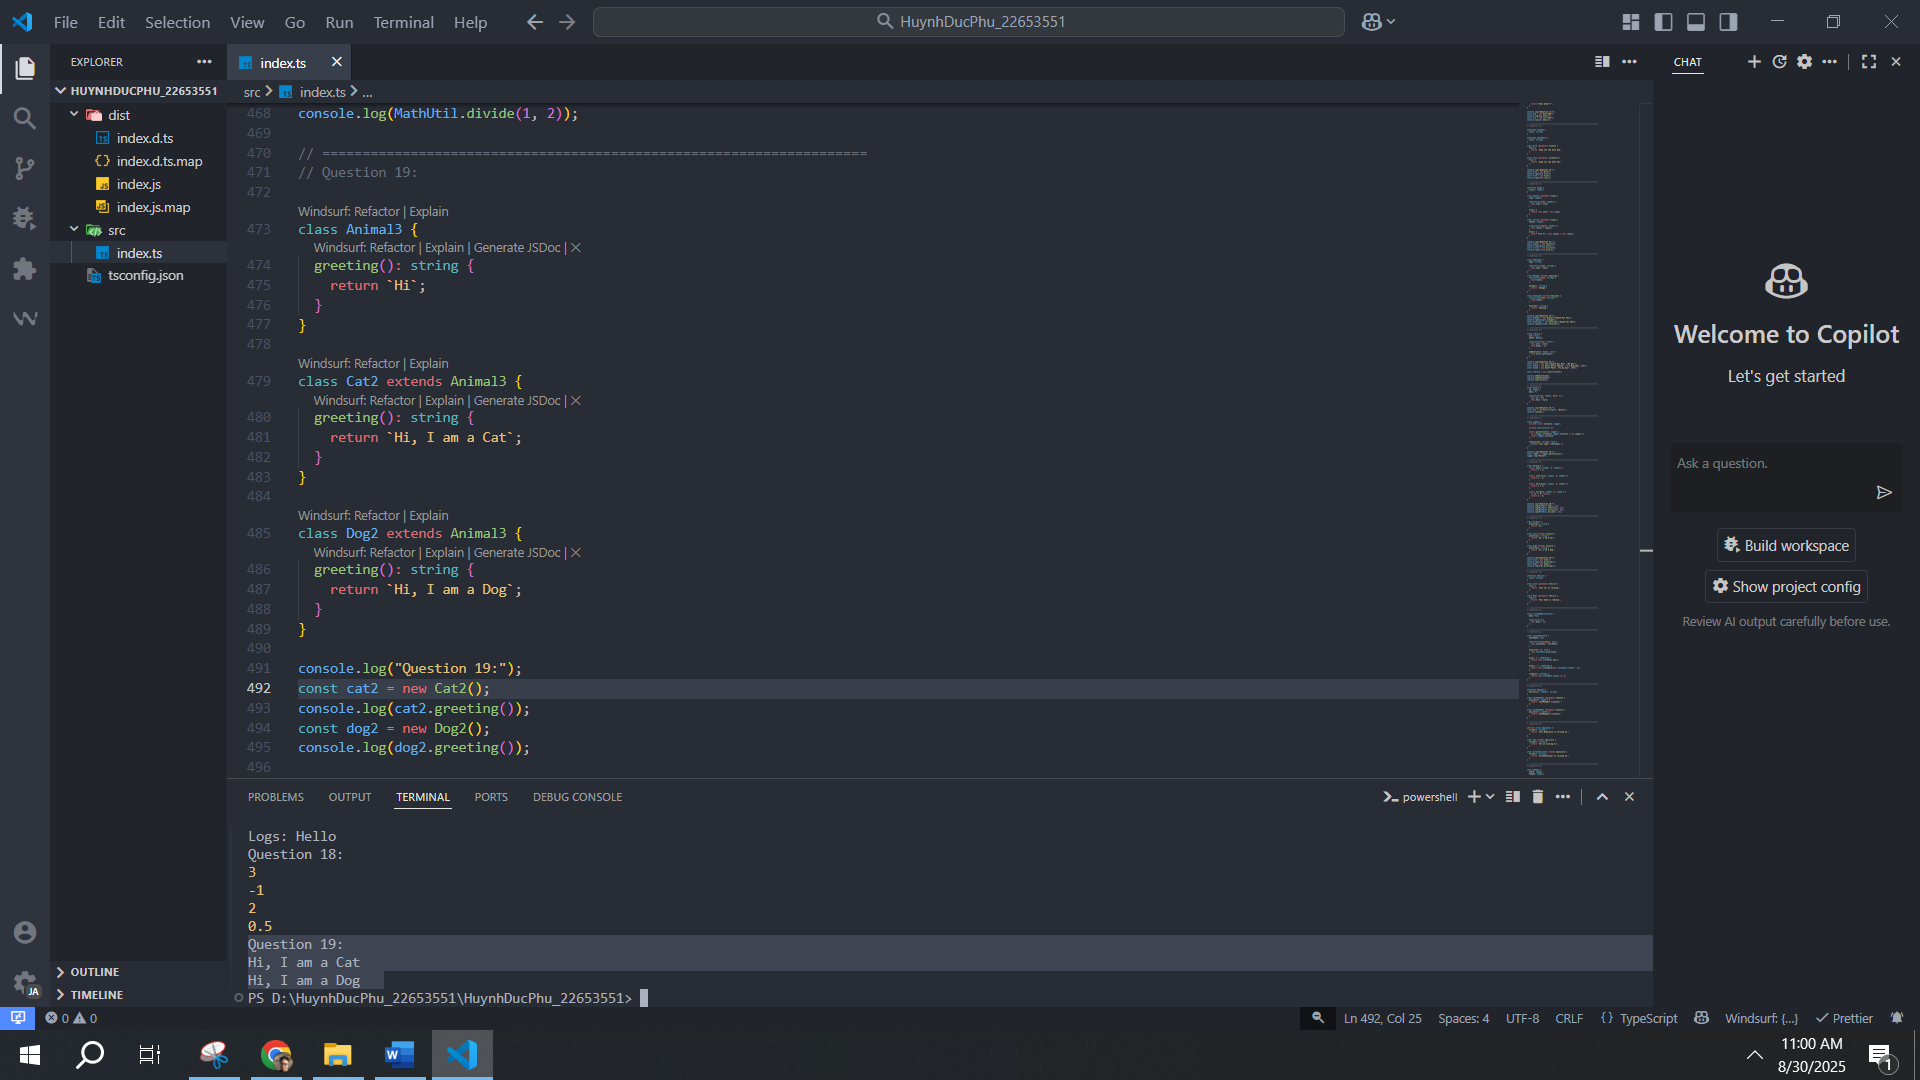 File Edit Selection View Go Run Terminal Help
HuynhDucPhu_22653551
EXPLORER
index.ts
CHAT
HUYNHDUCPHU_22653551
dist
index.d.ts
index.d.ts.map
index.js
index.js.map
src
index.ts
tsconfig.json
src > index.ts > ...
468 console.log(MathUtil.divide(1, 2));
469
470 // ====================================================================
471 // Question 19:
472
Windsurf: Refactor | Explain
473 class Animal3 {
Windsurf: Refactor | Explain | Generate JSDoc | X
474 greeting(): string {
475 return `Hi`;
476 }
477 }
478
Windsurf: Refactor | Explain
479 class Cat2 extends Animal3 {
Windsurf: Refactor | Explain | Generate JSDoc | X
480 greeting(): string {
481 return `Hi, I am a Cat`;
482 }
483 }
484
Windsurf: Refactor | Explain
485 class Dog2 extends Animal3 {
Windsurf: Refactor | Explain | Generate JSDoc | X
486 greeting(): string {
487 return `Hi, I am a Dog`;
488 }
489 }
490
491 console.log("Question 19:");
492 const cat2 = new Cat2();
493 console.log(cat2.greeting());
494 const dog2 = new Dog2();
495 console.log(dog2.greeting());
496
Welcome to Copilot
Let's get started
Ask a question.
Build workspace
Show project config
Review AI output carefully before use.
PROBLEMS OUTPUT TERMINAL PORTS DEBUG CONSOLE
powershell
Logs: Hello
Question 18:
3
-1
2
0.5
Question 19:
Hi, I am a Cat
Hi, I am a Dog
PS D:\HuynhDucPhu_22653551\HuynhDucPhu_22653551>
OUTLINE
TIMELINE
JA
0 0
Ln 492, Col 25 Spaces: 4 UTF-8 CRLF {} TypeScript Windsurf: {...} Prettier
11:00 AM
8/30/2025
1